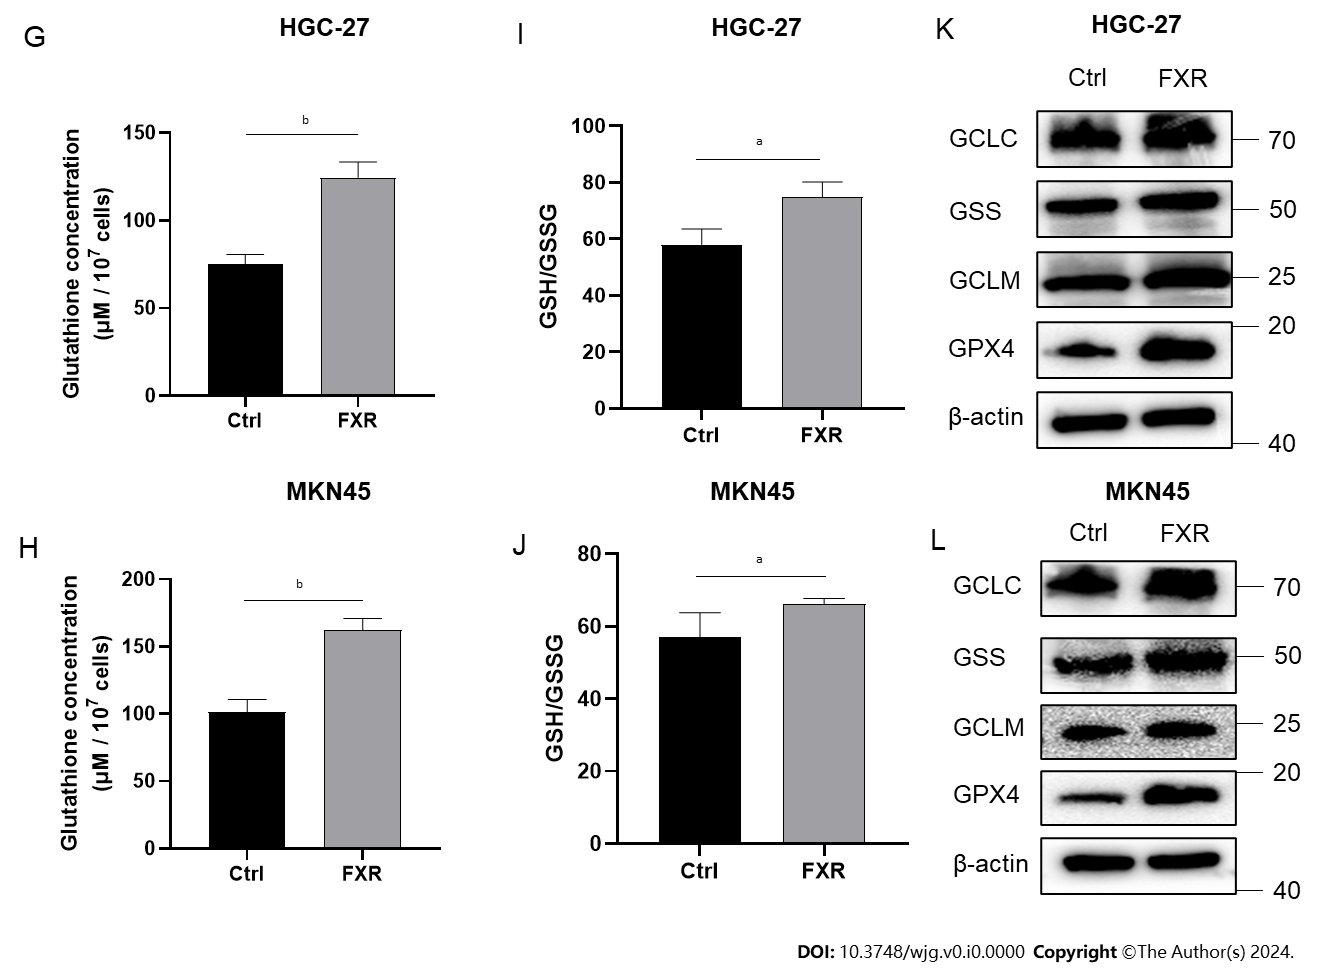 G
HGC-27
Glutathione concentration
(μM / 10⁷ cells)
150
100
50
0
b
Ctrl
FXR
I
HGC-27
GSH/GSSG
100
80
60
40
20
0
a
Ctrl
FXR
K
HGC-27
Ctrl FXR
GCLC 70
GSS 50
GCLM 25
20
GPX4
β-actin
40
H
MKN45
Glutathione concentration
(μM / 10⁷ cells)
200
150
100
50
0
b
Ctrl
FXR
J
MKN45
GSH/GSSG
80
60
40
20
0
a
Ctrl
FXR
L
MKN45
Ctrl FXR
GCLC 70
GSS 50
GCLM 25
20
GPX4
β-actin
40
DOI: 10.3748/wjg.v0.i0.0000 Copyright ©The Author(s) 2024.